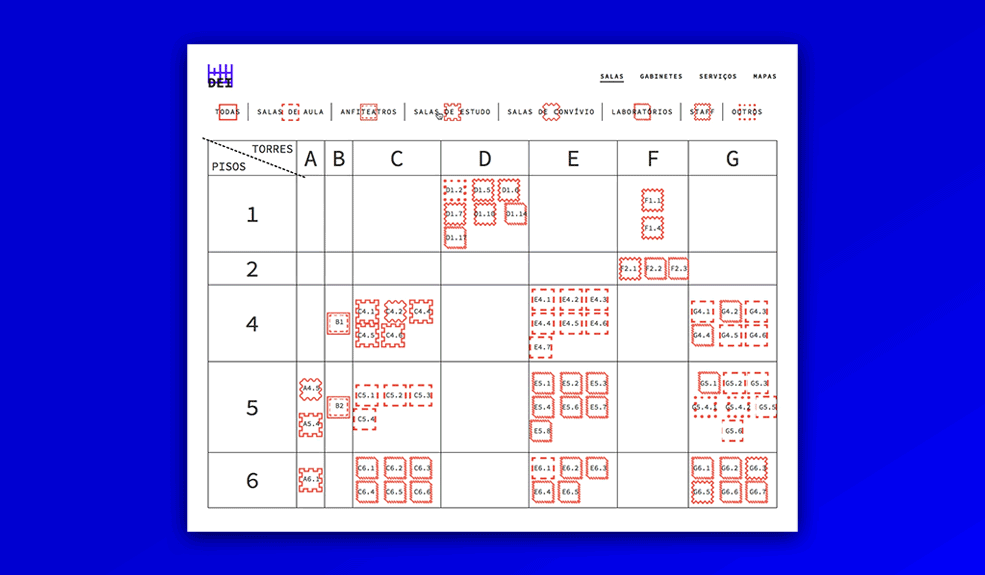 DEI
SALAS GABINETES SERVIÇOS MAPAS
TODAS SALAS DE AULA ANFITEATROS SALAS DE ESTUDO SALAS DE CONVÍVIO LABORATÓRIOS STAFF OUTROS
TORRES
PISOS
A B C D E F G
1
D1.2 D1.5 D1.6
D1.7 D1.10 D1.14
D1.17
F1.1
F1.4
2
F2.1 F2.2 F2.3
4
B1
C4.1 C4.2 C4.4
C4.5 C4.6
E4.1 E4.2 E4.3
E4.4 E4.5 E4.6
E4.7
G4.1 G4.2 G4.3
G4.4 G4.5 G4.6
5
A5.4
B2
C5.1 C5.2 C5.3
C5.4
E5.1 E5.2 E5.3
E5.4 E5.6 E5.7
E5.8
G5.1 G5.2 G5.3
G5.4.2 G5.5
G5.6
6
A6.1
C6.1 C6.2 C6.3
C6.4 C6.5 C6.6
E6.1 E6.2 E6.3
E6.4 E6.5
G6.1 G6.2 G6.3
G6.5 G6.6 G6.7